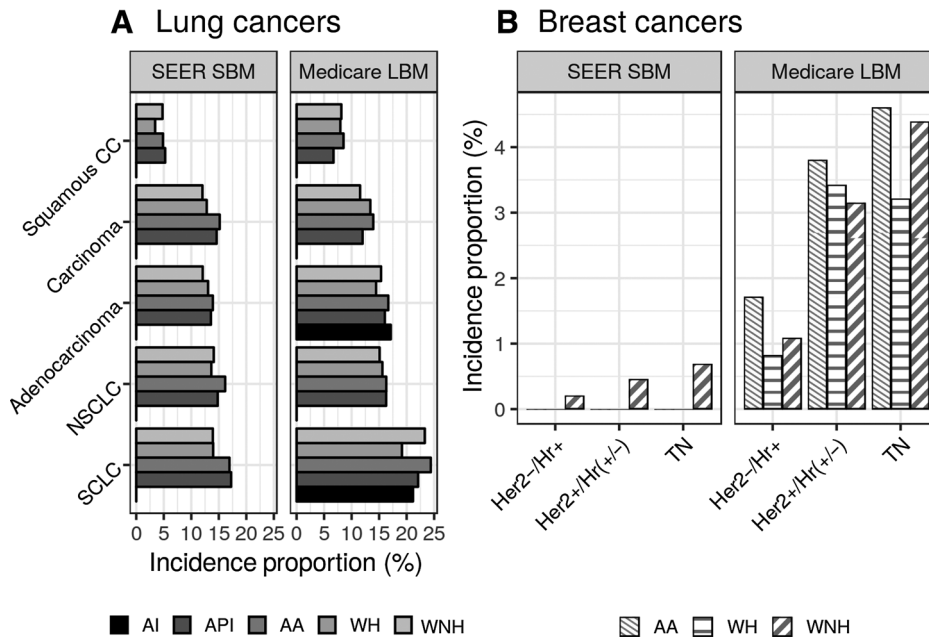 A Lung cancers
SEER SBM
Medicare LBM
Squamous CC
Carcinoma
Adenocarcinoma
NSCLC
SCLC
0 5 10 15 20 25
0 5 10 15 20 25
Incidence proportion (%)
AI API AA WH WNH
B Breast cancers
SEER SBM
Medicare LBM
Incidence proportion (%)
4
3
2
1
0
Her2−/Hr+
Her2+/Hr(+/−)
TN
Her2−/Hr+
Her2+/Hr(+/−)
TN
AA WH WNH